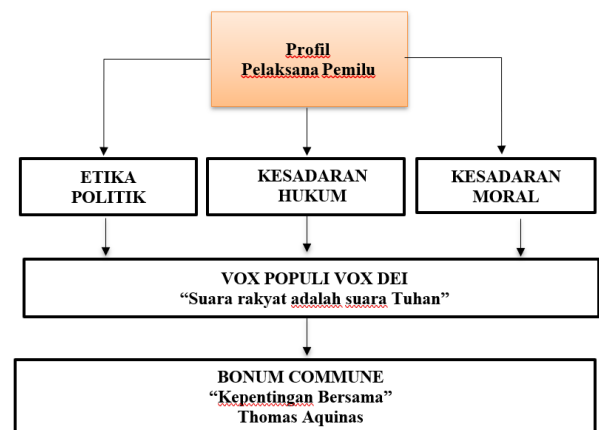 Profil
Pelaksana Pemilu
ETIKA
POLITIK
KESADARAN
HUKUM
KESADARAN
MORAL
VOX POPULI VOX DEI
“Suara rakyat adalah suara Tuhan”
BONUM COMMUNE
“Kepentingan Bersama”
Thomas Aquinas